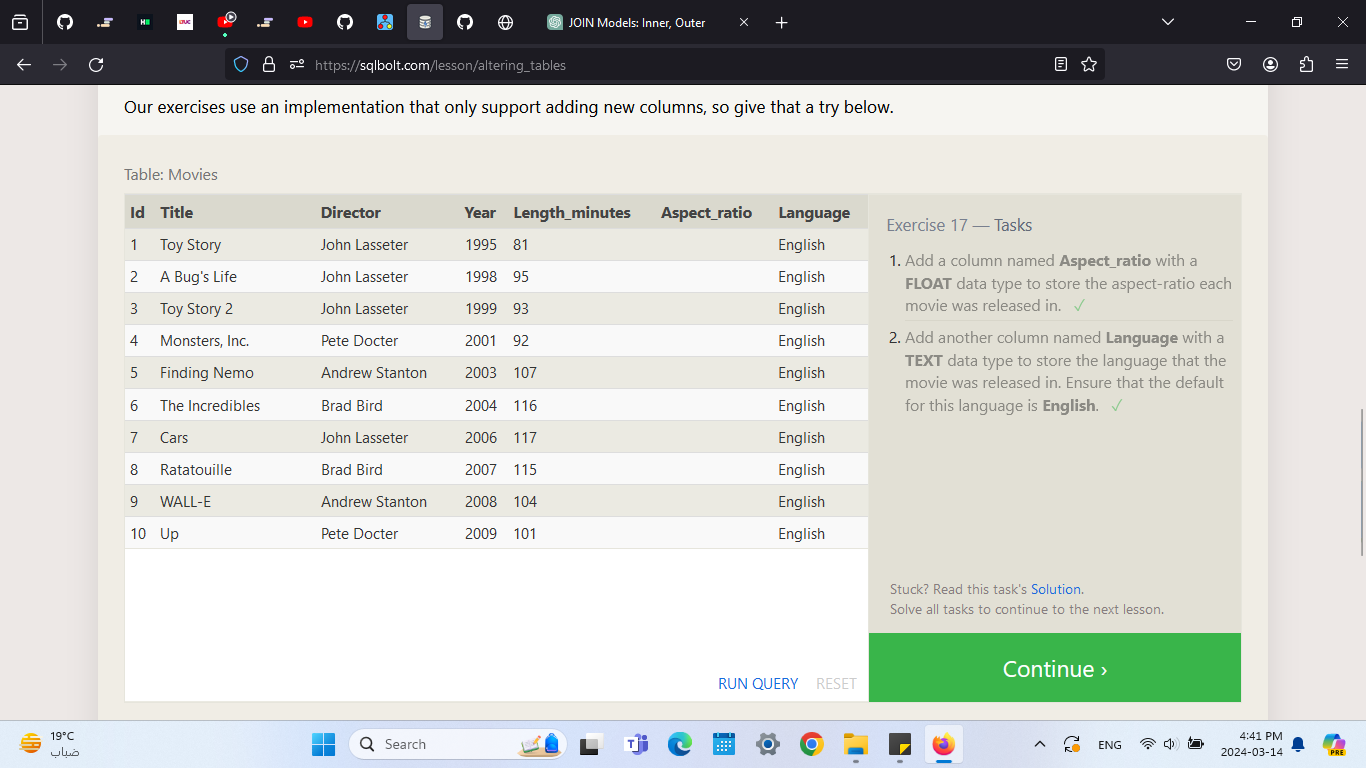 JOIN Models: Inner, Outer
https://sqlbolt.com/lesson/altering_tables
Our exercises use an implementation that only support adding new columns, so give that a try below.
Table: Movies
Id Title Director Year Length_minutes Aspect_ratio Language
1 Toy Story John Lasseter 1995 81 English
2 A Bug's Life John Lasseter 1998 95 English
3 Toy Story 2 John Lasseter 1999 93 English
4 Monsters, Inc. Pete Docter 2001 92 English
5 Finding Nemo Andrew Stanton 2003 107 English
6 The Incredibles Brad Bird 2004 116 English
7 Cars John Lasseter 2006 117 English
8 Ratatouille Brad Bird 2007 115 English
9 WALL-E Andrew Stanton 2008 104 English
10 Up Pete Docter 2009 101 English
RUN QUERY RESET
Exercise 17 — Tasks
1. Add a column named Aspect_ratio with a
FLOAT data type to store the aspect-ratio each
movie was released in. ✓
2. Add another column named Language with a
TEXT data type to store the language that the
movie was released in. Ensure that the default
for this language is English. ✓
Stuck? Read this task's Solution.
Solve all tasks to continue to the next lesson.
Continue ›
19°C
ضباب
Search
ENG
4:41 PM
2024-03-14
PRE